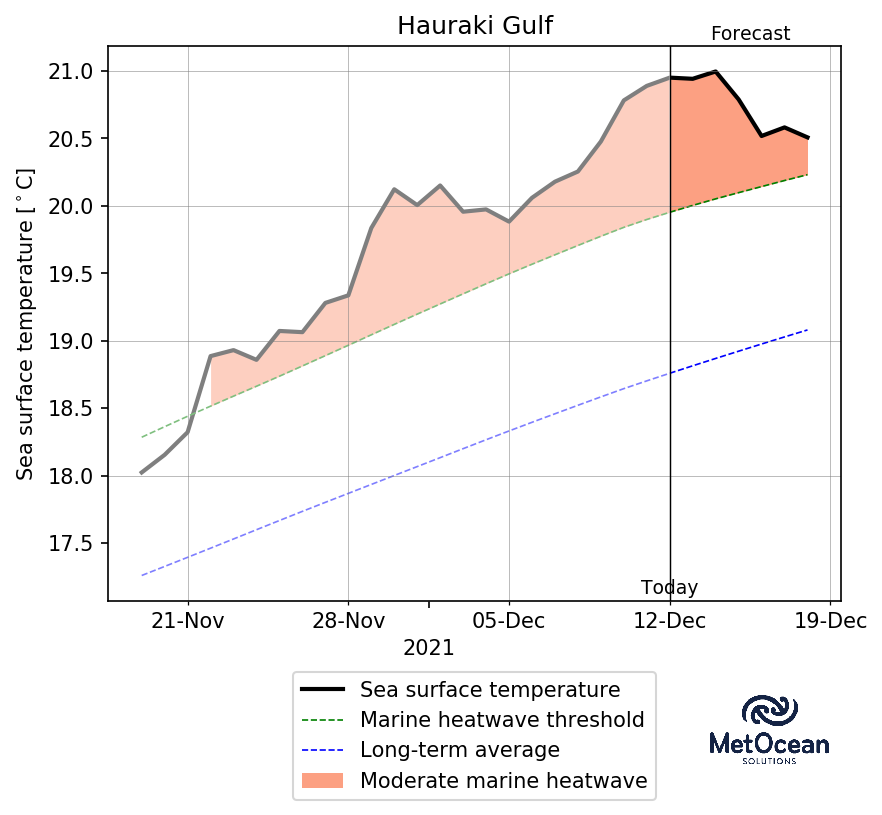 Hauraki Gulf
Forecast
Sea surface temperature [°C]
21.0
20.5
20.0
19.5
19.0
18.5
18.0
17.5
Today
21-Nov 28-Nov 05-Dec 12-Dec 19-Dec
2021
Sea surface temperature
Marine heatwave threshold
Long-term average
Moderate marine heatwave
MetOcean
SOLUTIONS